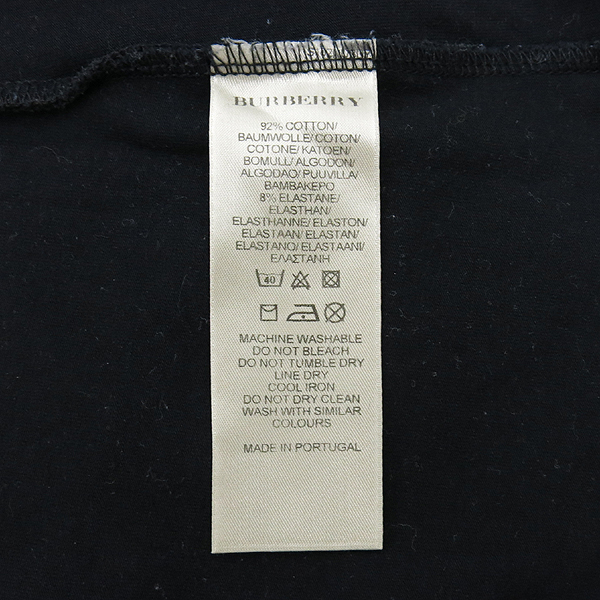 BURBERRY
92% COTTON/
BAUMWOLLE/COTON/
COTONE/KATOEN/
BOMULL/ALGODON/
ALGODAO/PUUVILLA/
BAMBAKEPO
8% ELASTANE/
ELASTHAN/
ELASTHANNE/ELASTON/
ELASTAAN/ELASTAN/
ELASTANO/ELASTAANI/
ΕΛΑΣΤΑΝΗ
40
MACHINE WASHABLE
DO NOT BLEACH
DO NOT TUMBLE DRY
LINE DRY
COOL IRON
DO NOT DRY CLEAN
WASH WITH SIMILAR
COLOURS
MADE IN PORTUGAL